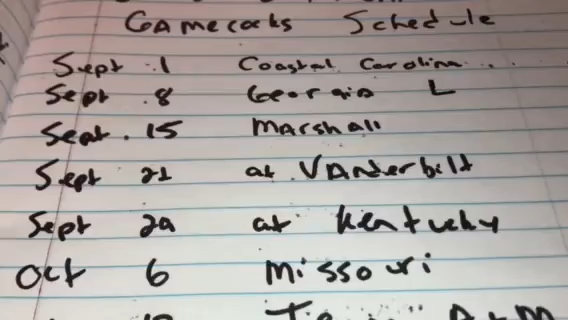 Gamecocks Schedule
Sept .1 Coastal Carolina...
Sept .8 Georgia L
Sept .15 Marshall
Sept 21 at Vanderbilt
Sept 29 at Kentucky
Oct 6 Missouri
A+M